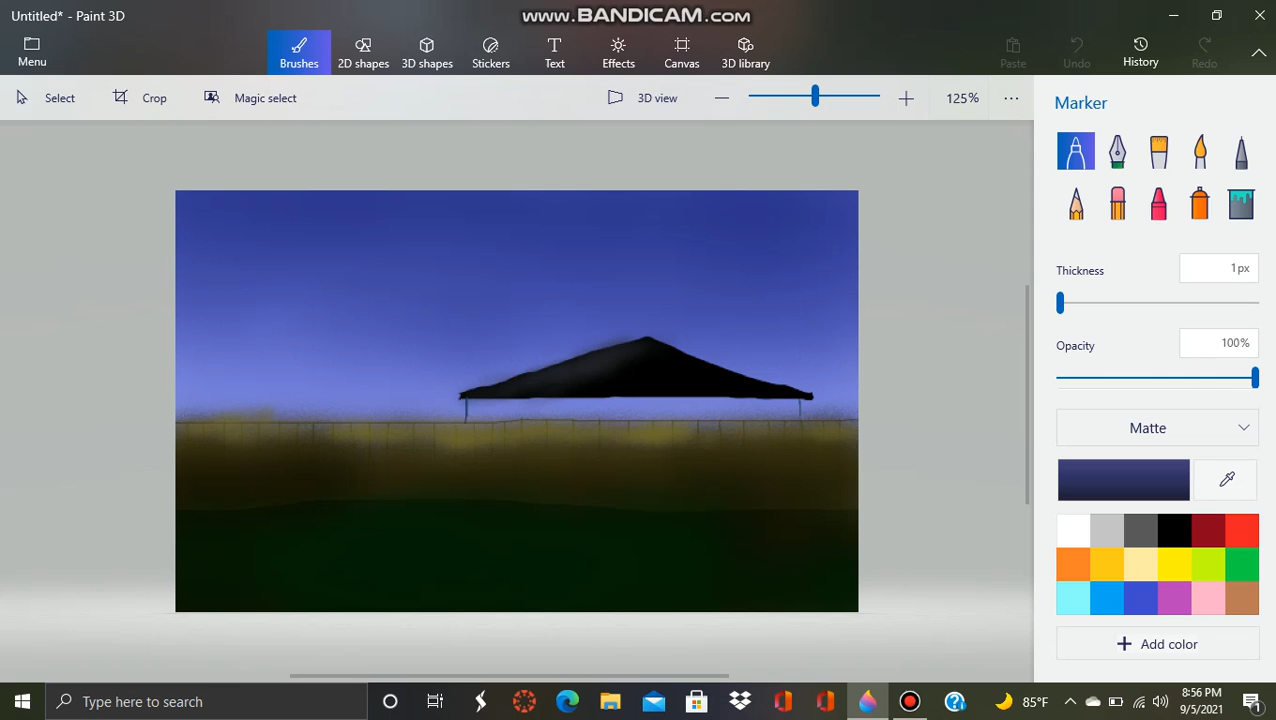 Untitled* - Paint 3D
www.BANDICAM.com
Menu
Brushes
2D shapes
3D shapes
Stickers
Text
Effects
Canvas
3D library
Paste
Undo
History
Redo
Select
Crop
Magic select
3D view
125%
Marker
Thickness
1px
Opacity
100%
Matte
Add color
Type here to search
85°F
8:56 PM
9/5/2021
1